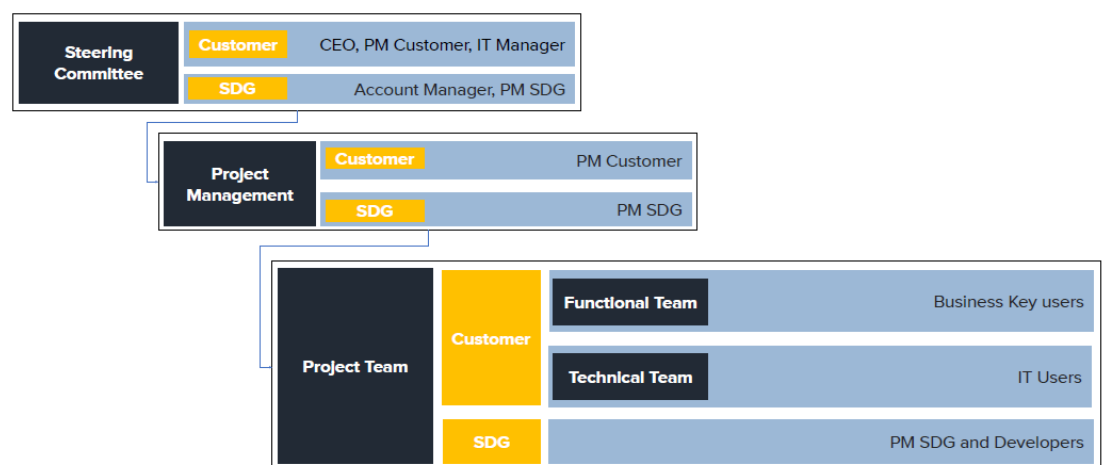 Steering
Committee
Customer
CEO, PM Customer, IT Manager
SDG
Account Manager, PM SDG
Project
Management
Customer
PM Customer
SDG
PM SDG
Project Team
Customer
Functional Team
Business Key users
Technical Team
IT Users
SDG
PM SDG and Developers